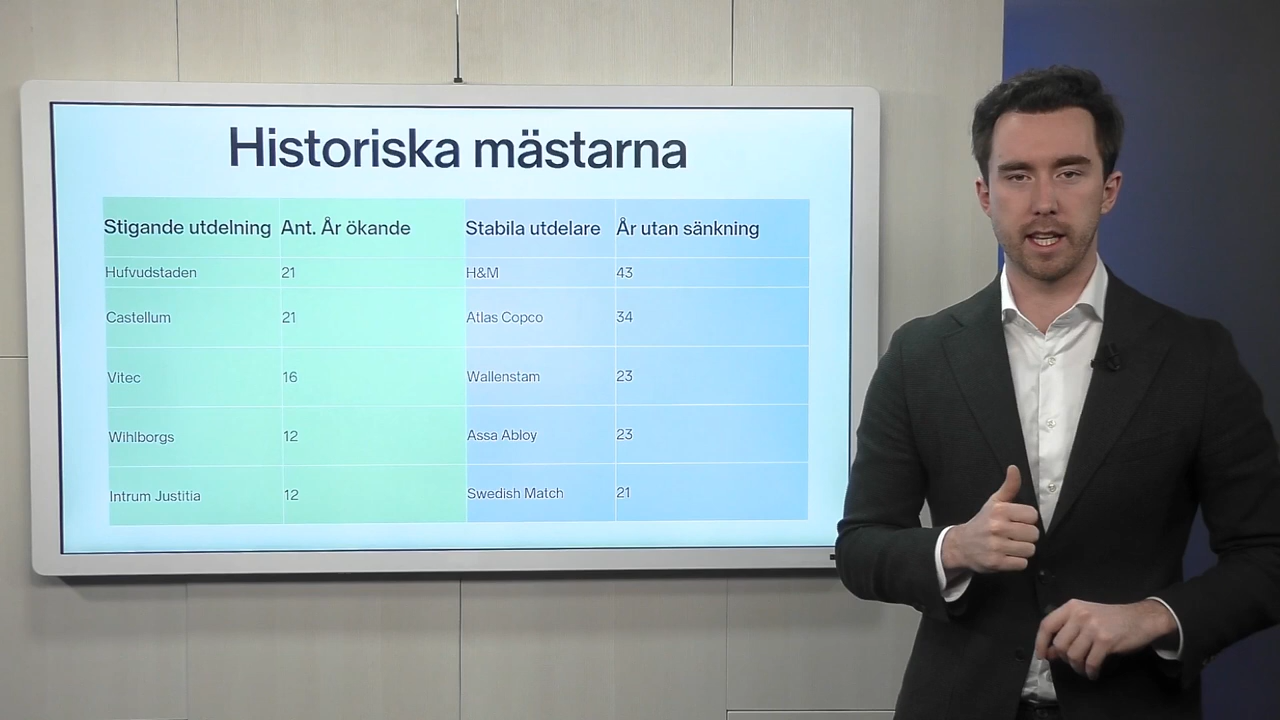 Historiska mästarna
Stigande utdelning Ant. År ökande Stabila utdelare År utan sänkning
Hufvudstaden 21 H&M 43
Castellum 21 Atlas Copco 34
Vitec 16 Wallenstam 23
Wihlborgs 12 Assa Abloy 23
Intrum Justitia 12 Swedish Match 21